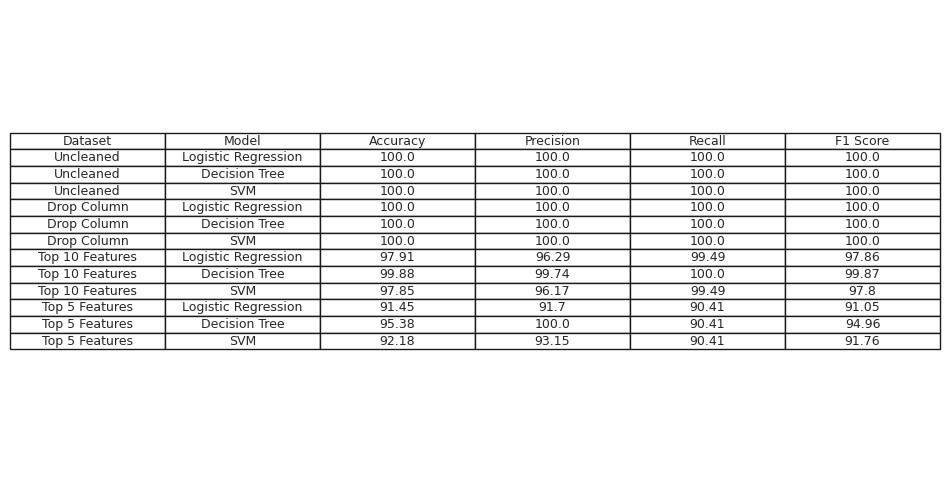 Dataset Model Accuracy Precision Recall F1 Score
Uncleaned Logistic Regression 100.0 100.0 100.0 100.0
Uncleaned Decision Tree 100.0 100.0 100.0 100.0
Uncleaned SVM 100.0 100.0 100.0 100.0
Drop Column Logistic Regression 100.0 100.0 100.0 100.0
Drop Column Decision Tree 100.0 100.0 100.0 100.0
Drop Column SVM 100.0 100.0 100.0 100.0
Top 10 Features Logistic Regression 97.91 96.29 99.49 97.86
Top 10 Features Decision Tree 99.88 99.74 100.0 99.87
Top 10 Features SVM 97.85 96.17 99.49 97.8
Top 5 Features Logistic Regression 91.45 91.7 90.41 91.05
Top 5 Features Decision Tree 95.38 100.0 90.41 94.96
Top 5 Features SVM 92.18 93.15 90.41 91.76